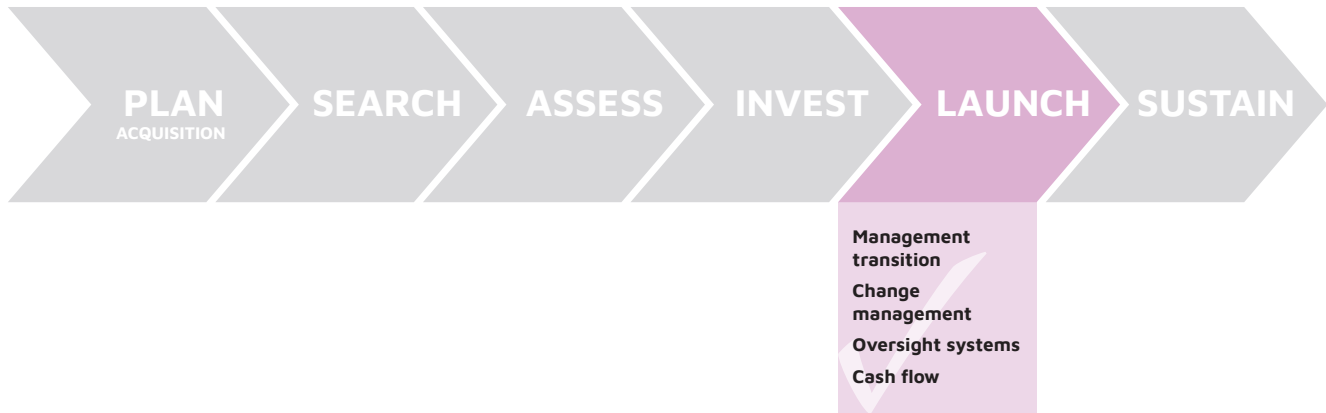 PLAN
ACQUISITION
SEARCH
ASSESS
INVEST
LAUNCH
SUSTAIN
Management
transition
Change
management
Oversight systems
Cash flow